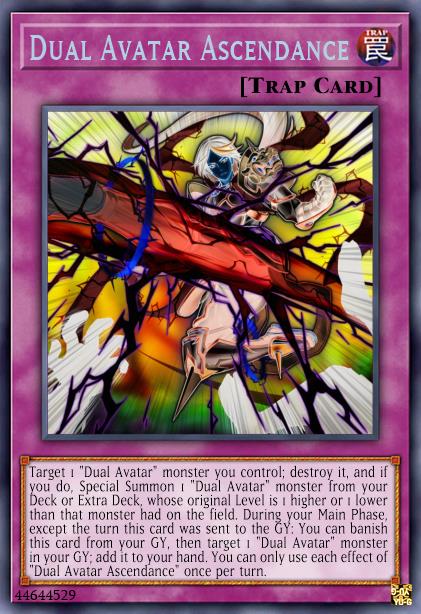 DUAL AVATAR ASCENDANCE
TRAP
罠
[TRAP CARD]
Target 1 "Dual Avatar" monster you control; destroy it, and if
you do, Special Summon 1 "Dual Avatar" monster from your
Deck or Extra Deck, whose original Level is 1 higher or 1 lower
than that monster had on the field. During your Main Phase,
except the turn this card was sent to the GY: You can banish
this card from your GY, then target 1 "Dual Avatar" monster
in your GY; add it to your hand. You can only use each effect of
"Dual Avatar Ascendance" once per turn.
44644529